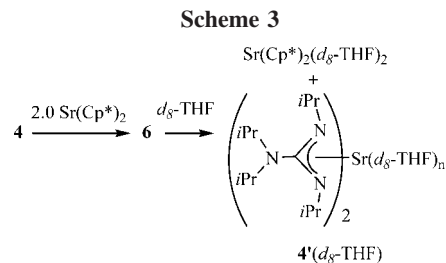 Scheme 3
Sr(Cp*)2(d8-THF)2
+
4 2.0 Sr(Cp*)2 6 d8-THF
iPr
iPr N
N Sr(d8-THF)n
iPr N
iPr 2
4'(d8-THF)